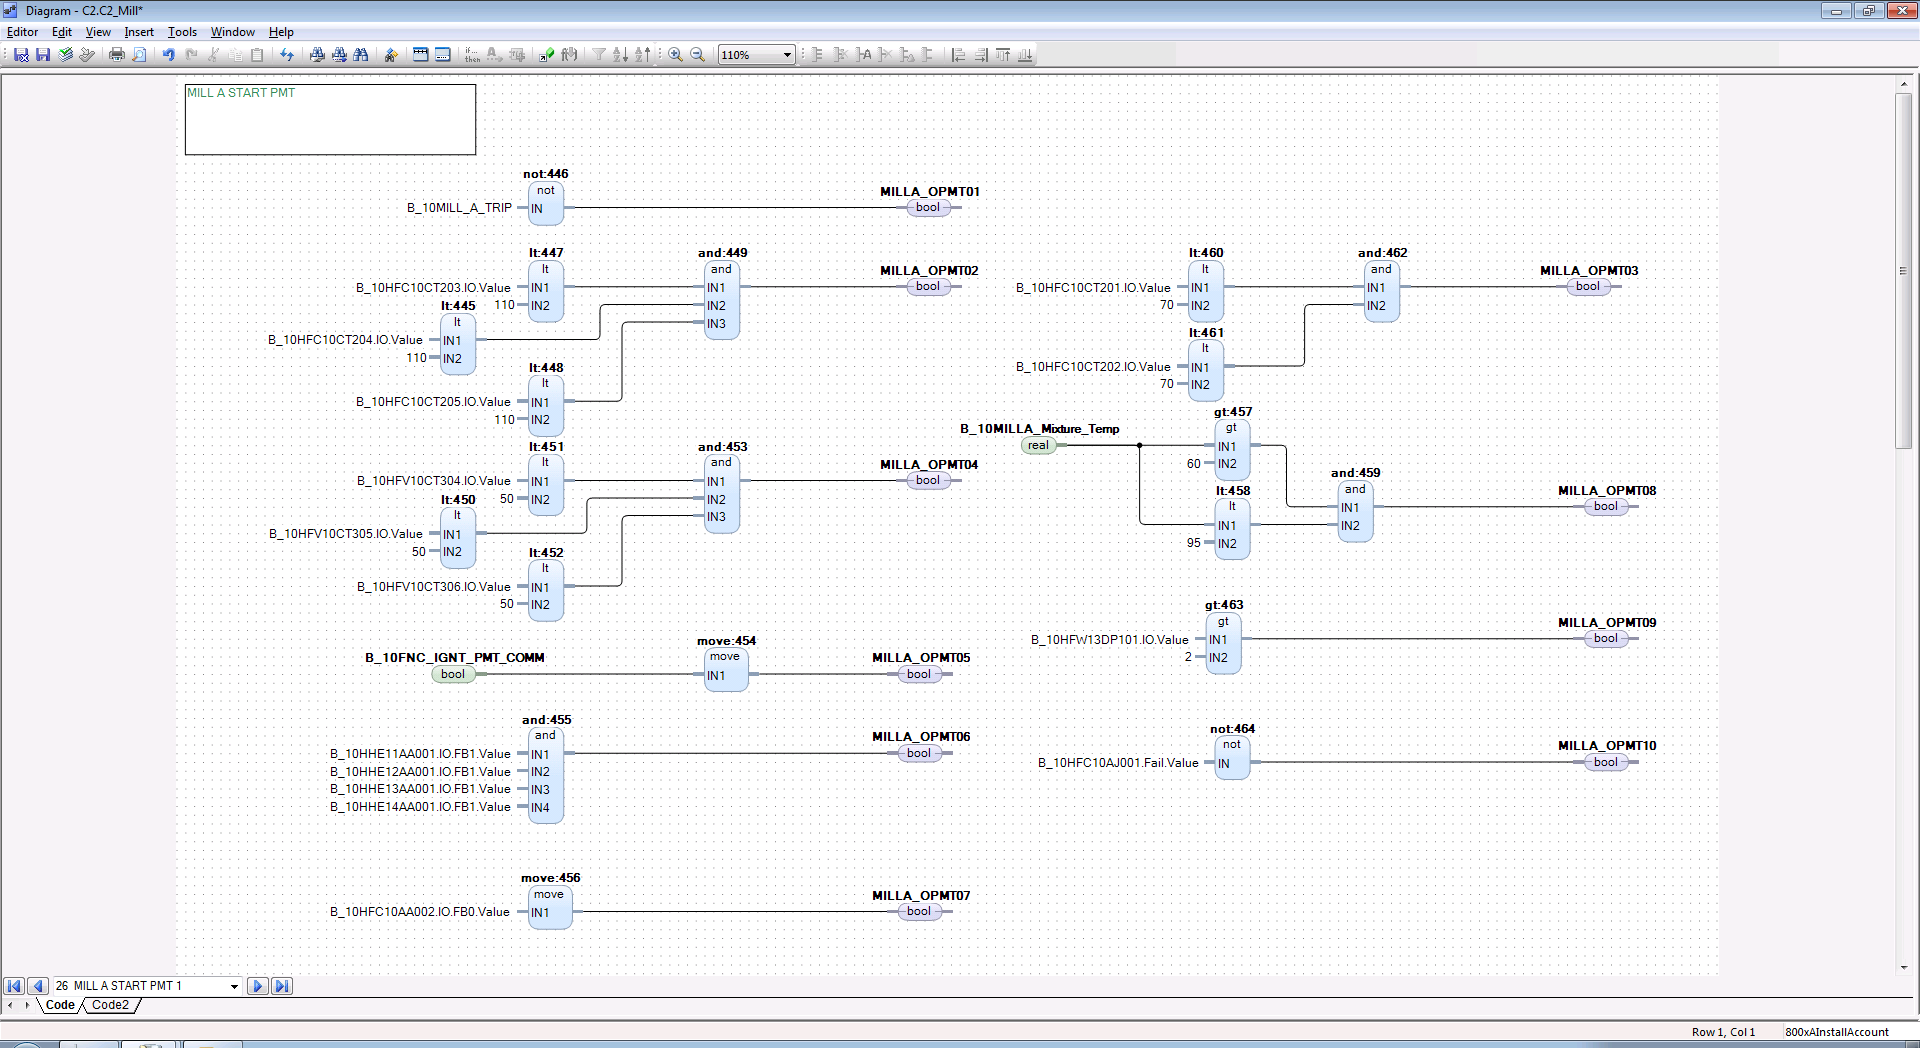 Diagram - C2.C2_Mill*
Editor Edit View Insert Tools Window Help
if... then
110%
MILL A START PMT
not:446
not
B_10MILL_A_TRIP IN
MILLA_OPMT01
bool
lt:447
lt
B_10HFC10CT203.IO.Value IN1
110 IN2
lt:445
lt
B_10HFC10CT204.IO.Value IN1
110 IN2
lt:448
lt
B_10HFC10CT205.IO.Value IN1
110 IN2
and:449
and
IN1
IN2
IN3
MILLA_OPMT02
bool
lt:460
lt
B_10HFC10CT201.IO.Value IN1
70 IN2
lt:461
lt
B_10HFC10CT202.IO.Value IN1
70 IN2
and:462
and
IN1
IN2
MILLA_OPMT03
bool
lt:451
lt
B_10HFV10CT304.IO.Value IN1
50 IN2
lt:450
lt
B_10HFV10CT305.IO.Value IN1
50 IN2
lt:452
lt
B_10HFV10CT306.IO.Value IN1
50 IN2
and:453
and
IN1
IN2
IN3
MILLA_OPMT04
bool
B_10MILLA_Mixture_Temp
real
gt:457
gt
IN1
60 IN2
lt:458
lt
IN1
95 IN2
and:459
and
IN1
IN2
MILLA_OPMT08
bool
gt:463
gt
B_10HFW13DP101.IO.Value IN1
2 IN2
MILLA_OPMT09
bool
B_10FNC_IGNT_PMT_COMM
bool
move:454
move
IN1
MILLA_OPMT05
bool
and:455
and
B_10HHE11AA001.IO.FB1.Value IN1
B_10HHE12AA001.IO.FB1.Value IN2
B_10HHE13AA001.IO.FB1.Value IN3
B_10HHE14AA001.IO.FB1.Value IN4
MILLA_OPMT06
bool
not:464
not
B_10HFC10AJ001.Fail.Value IN
MILLA_OPMT10
bool
move:456
move
B_10HFC10AA002.IO.FB0.Value IN1
MILLA_OPMT07
bool
26 MILL A START PMT 1
Code Code2
Row 1, Col 1 800xAInstallAccount